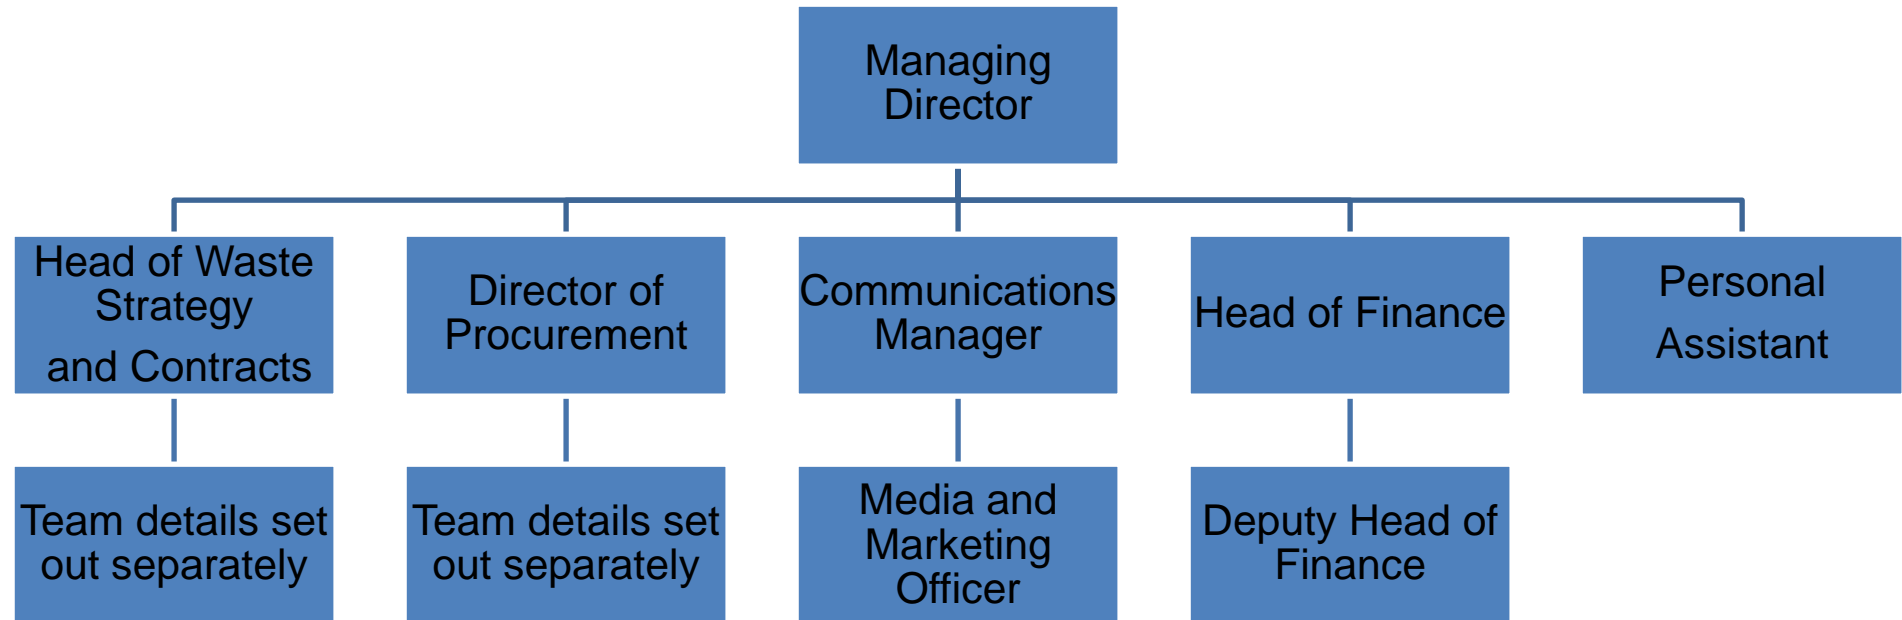 Managing
Director
Head of Waste
Strategy
and Contracts
Director of
Procurement
Communications
Manager
Head of Finance
Personal
Assistant
Team details set
out separately
Team details set
out separately
Media and
Marketing
Officer
Deputy Head of
Finance